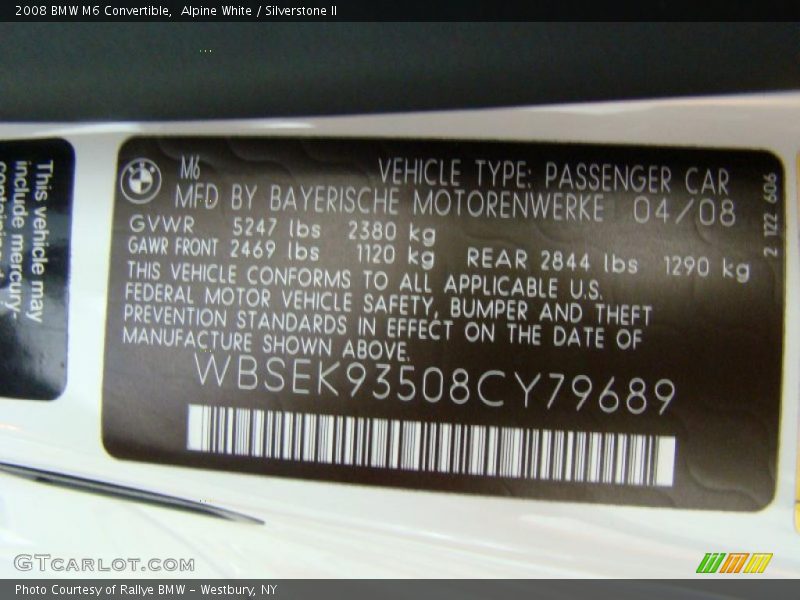 2008 BMW M6 Convertible,  Alpine White / Silverstone II
This vehicle may
include mercury-
M6
VEHICLE TYPE: PASSENGER CAR
MFD BY BAYERISCHE MOTORENWERKE 04/08
GVWR 5247 lbs 2380 kg
GAWR FRONT 2469 lbs 1120 kg REAR 2844 lbs 1290 kg
THIS VEHICLE CONFORMS TO ALL APPLICABLE U.S.
FEDERAL MOTOR VEHICLE SAFETY, BUMPER AND THEFT
PREVENTION STANDARDS IN EFFECT ON THE DATE OF
MANUFACTURE SHOWN ABOVE.
WBSEK93508CY79689
2 122 606
GTCARLOT.COM
Photo Courtesy of Rallye BMW – Westbury, NY